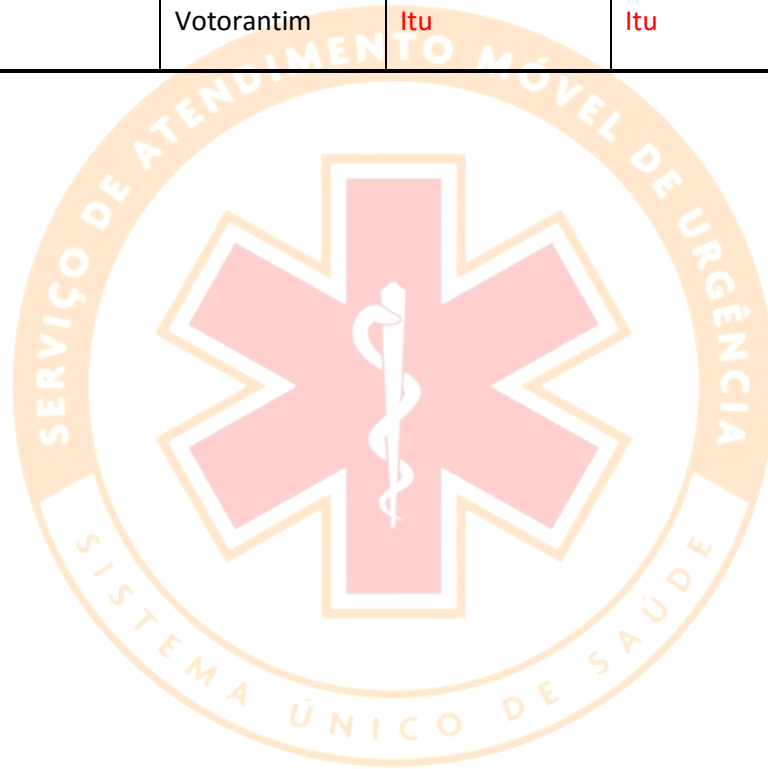 Votorantim Itu Itu
SERVIÇO DE ATENDIMENTO MÓVEL DE URGÊNCIA
SISTEMA ÚNICO DE SAÚDE